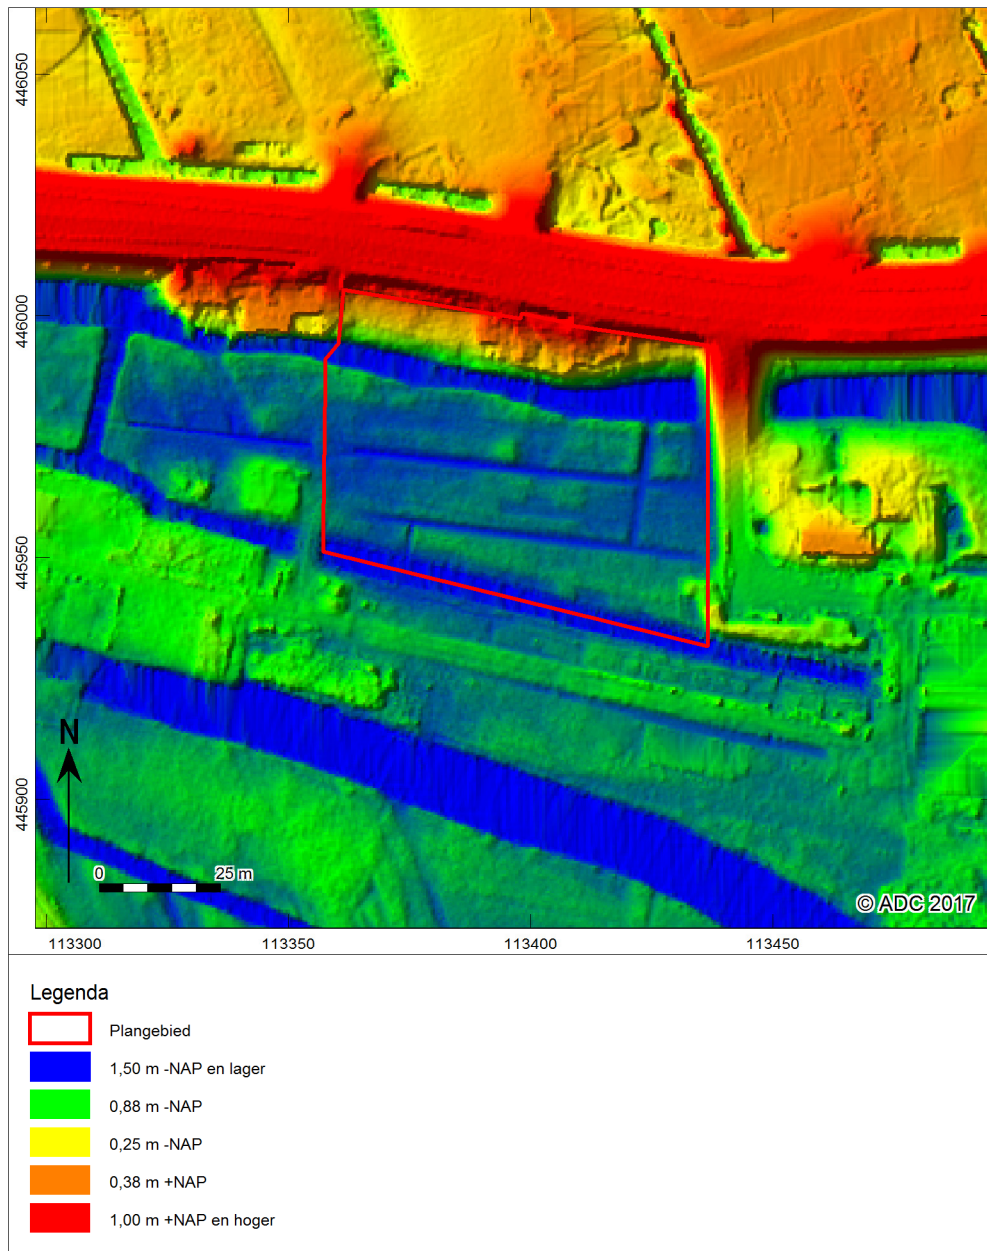 446050
446000
445950
445900
N
0 25 m
© ADC 2017
113300 113350 113400 113450
Legenda
Plangebied
1,50 m -NAP en lager
0,88 m -NAP
0,25 m -NAP
0,38 m +NAP
1,00 m +NAP en hoger